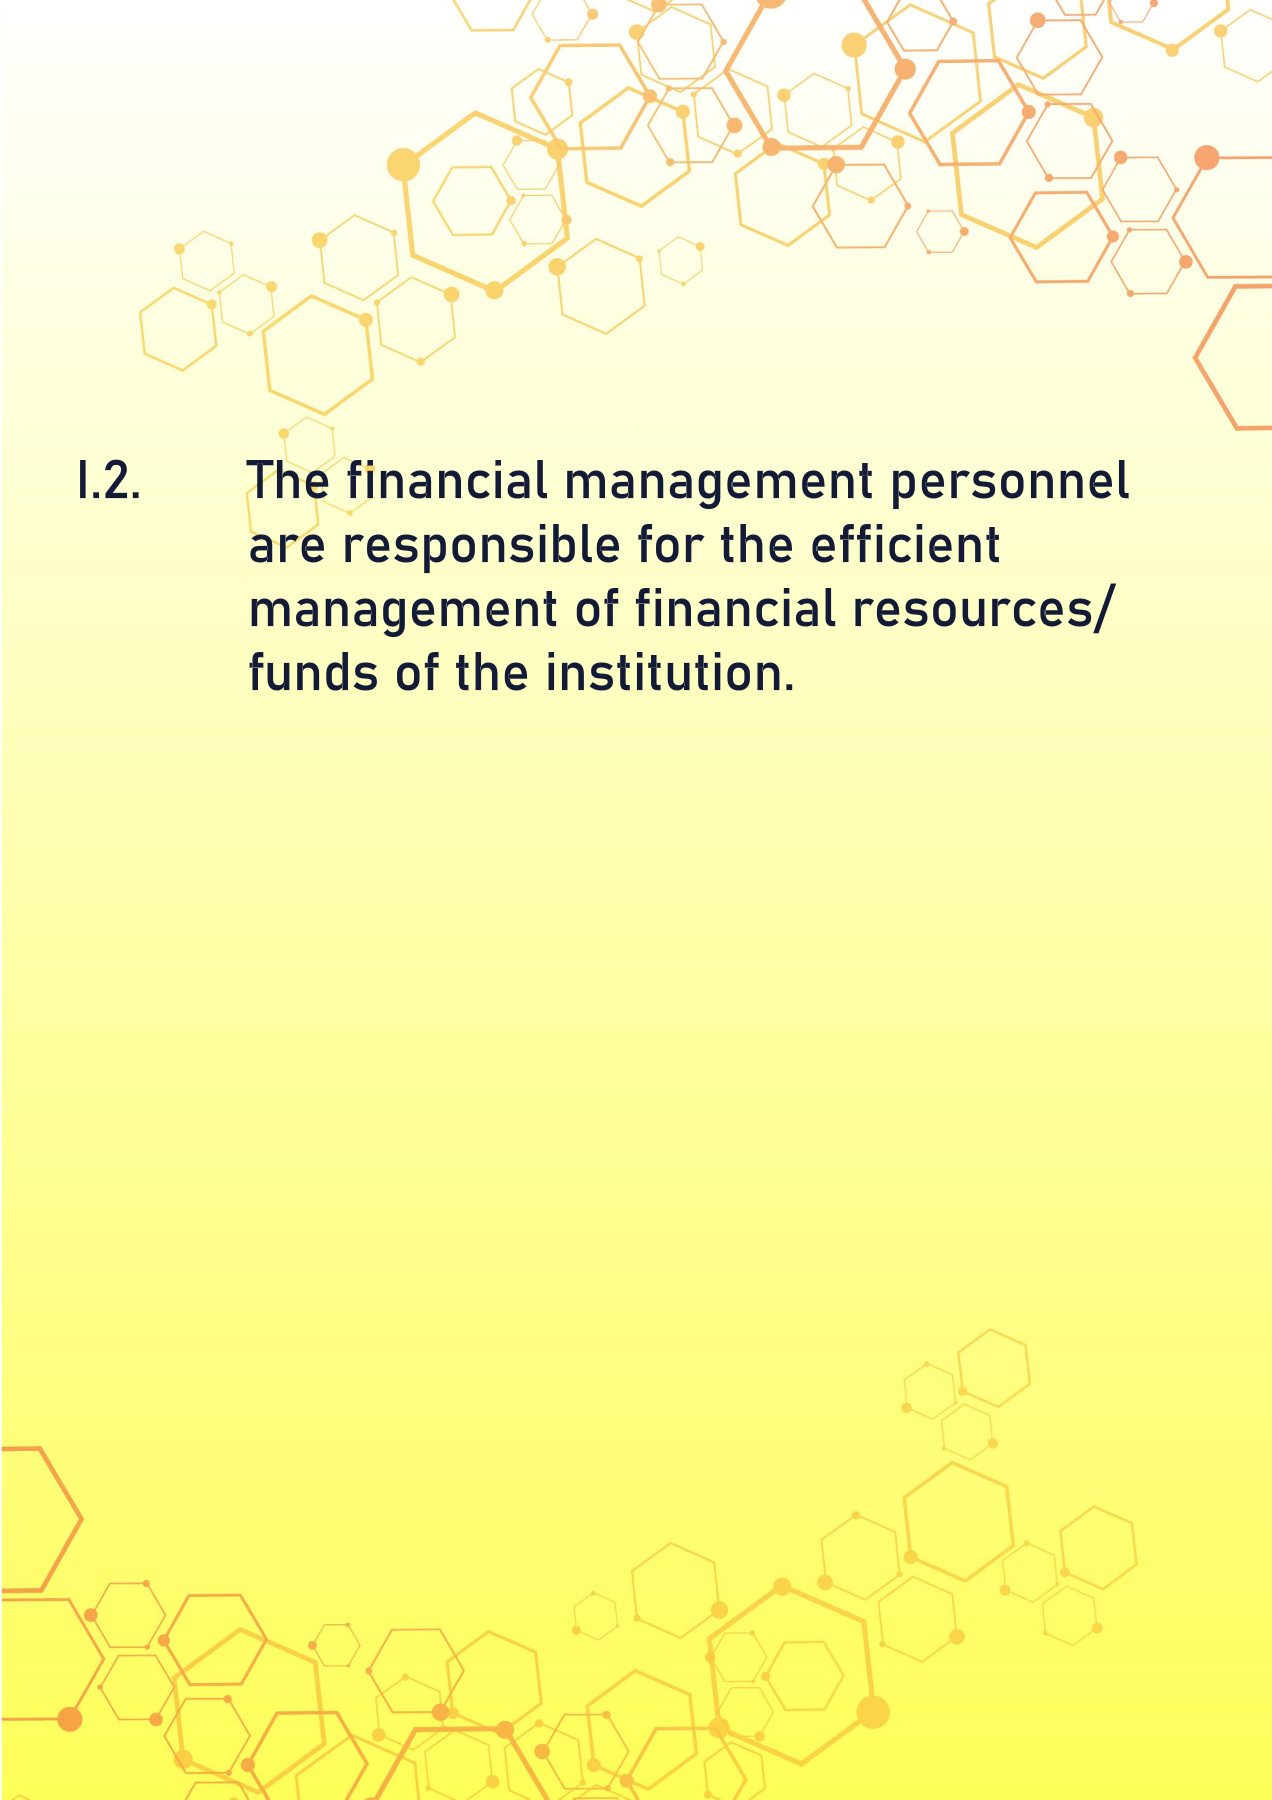 I.2. The financial management personnel
are responsible for the efficient
management of financial resources/
funds of the institution.